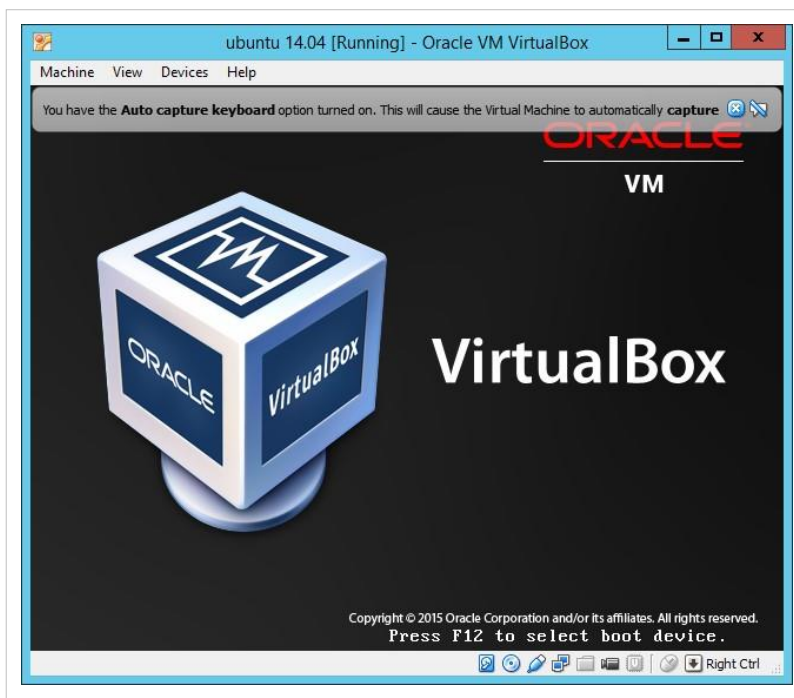 ubuntu 14.04 [Running] - Oracle VM VirtualBox
Machine View Devices Help
You have the Auto capture keyboard option turned on. This will cause the Virtual Machine to automatically capture
ORACLE
VM
ORACLE
VirtualBox
VirtualBox
Copyright © 2015 Oracle Corporation and/or its affiliates. All rights reserved.
Press F12 to select boot device.
Right Ctrl